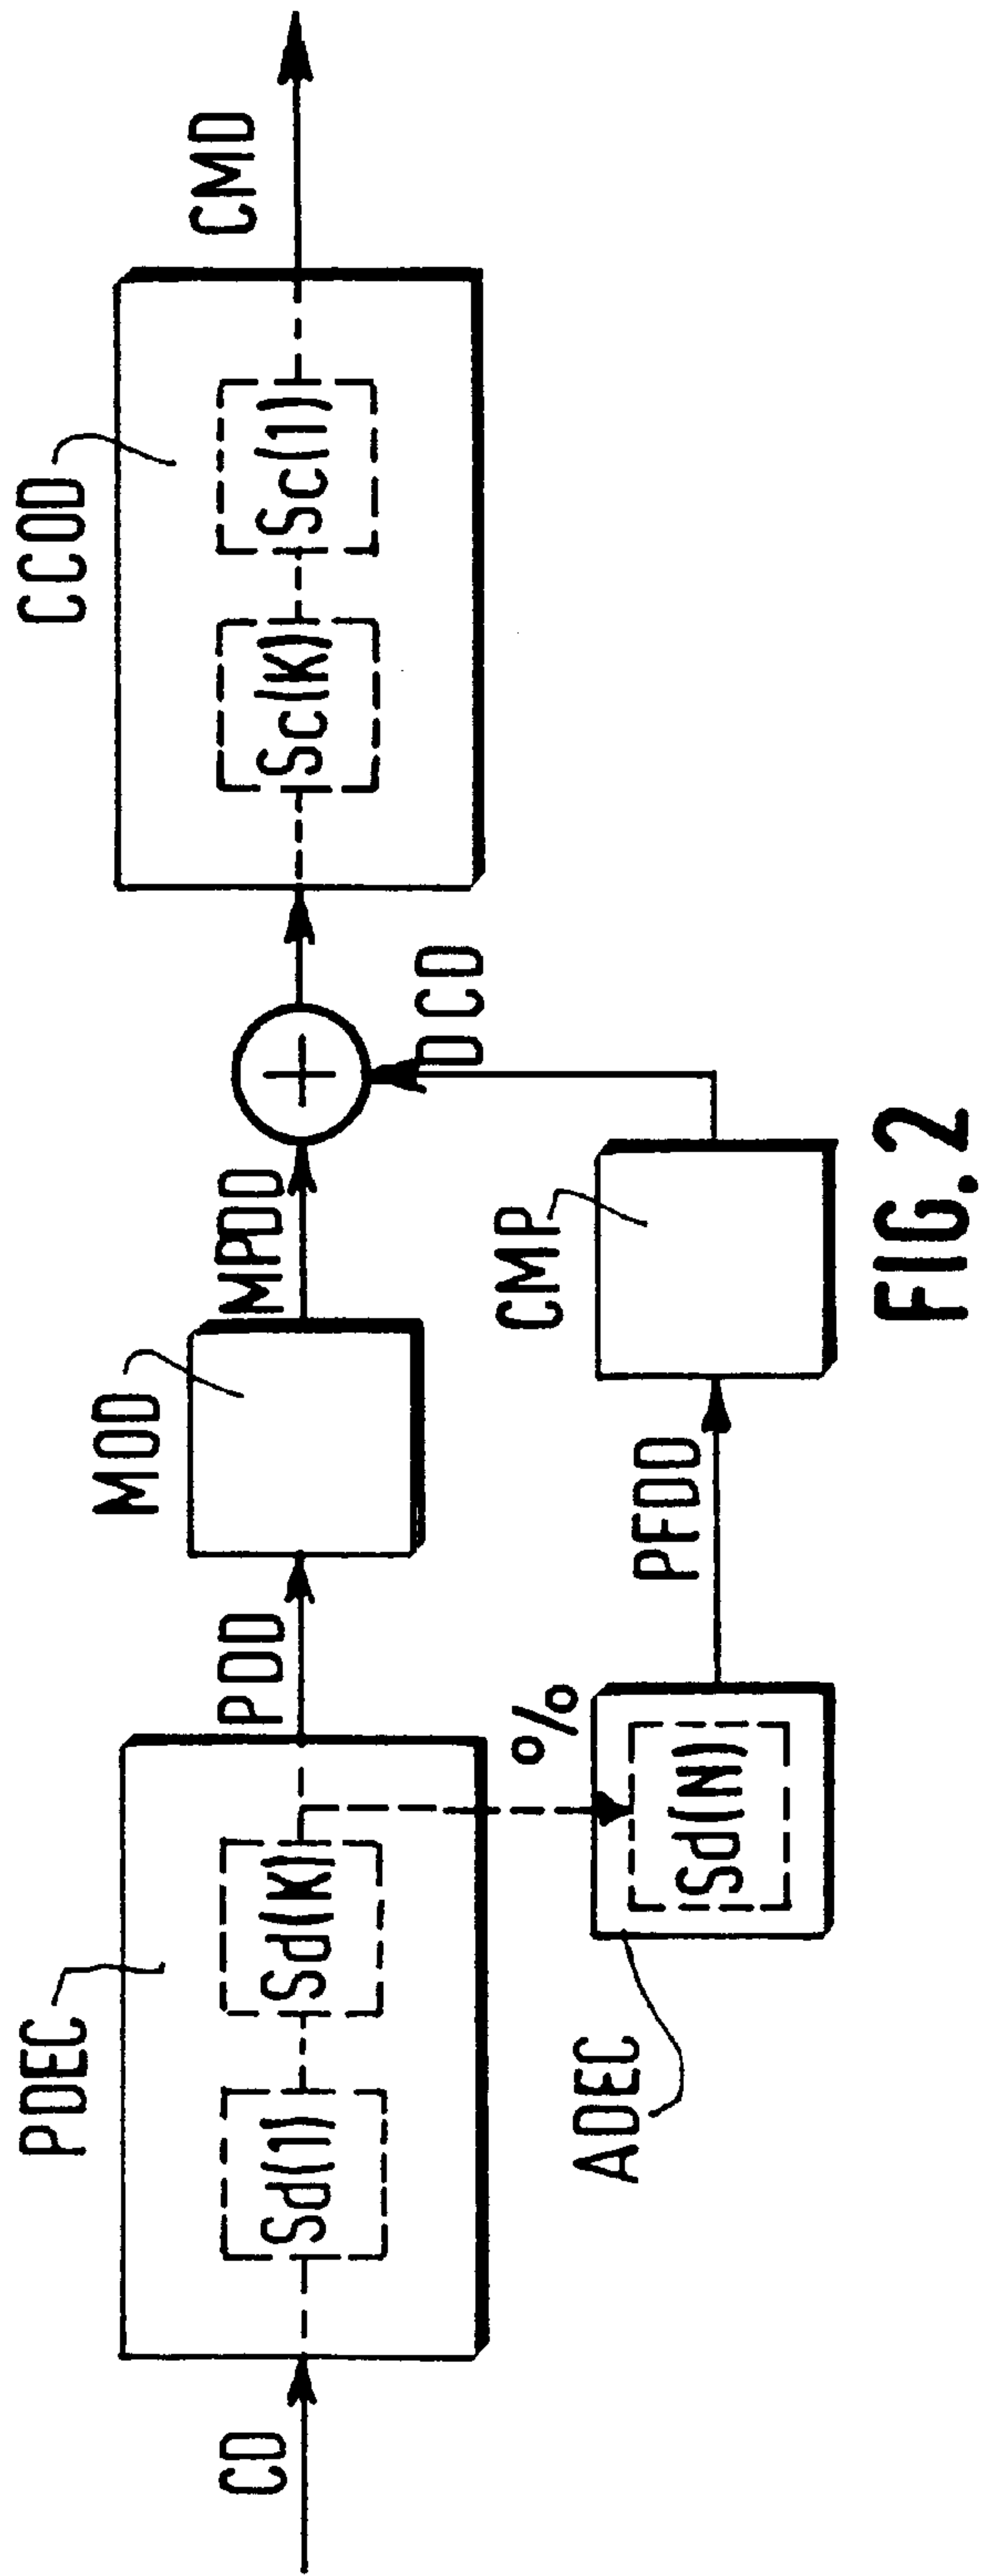 CD
PDEC
Sd(1)
Sd(K)
PDD
MOD
MPDD
CCOD
Sc(K)
Sc(1)
CMD
ADEC
Sd(N)
%
PFDD
CMP
DCD
FIG. 2